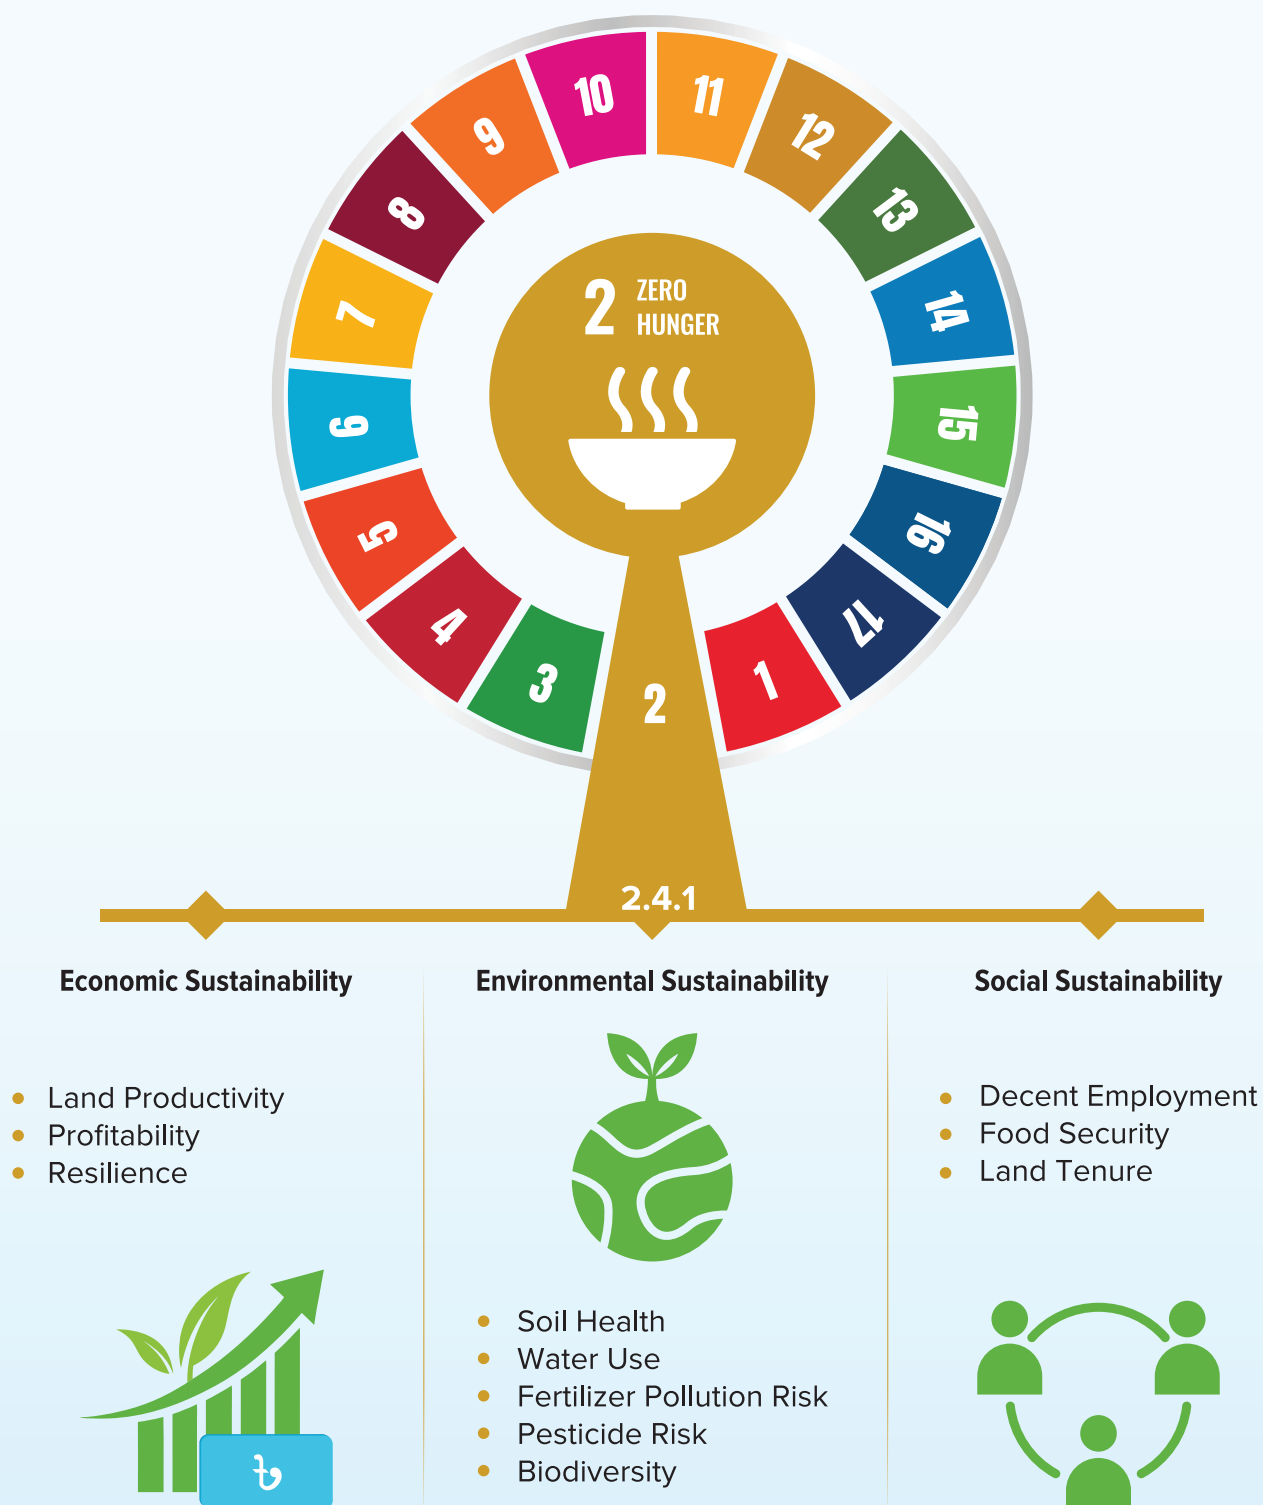 10
11
9
12
8
13
2 ZERO
HUNGER
7
14
6
15
5
16
4
17
3
2
1
2.4.1
Economic Sustainability
Land Productivity
Profitability
Resilience
Environmental Sustainability
Soil Health
Water Use
Fertilizer Pollution Risk
Pesticide Risk
Biodiversity
Social Sustainability
Decent Employment
Food Security
Land Tenure
৳